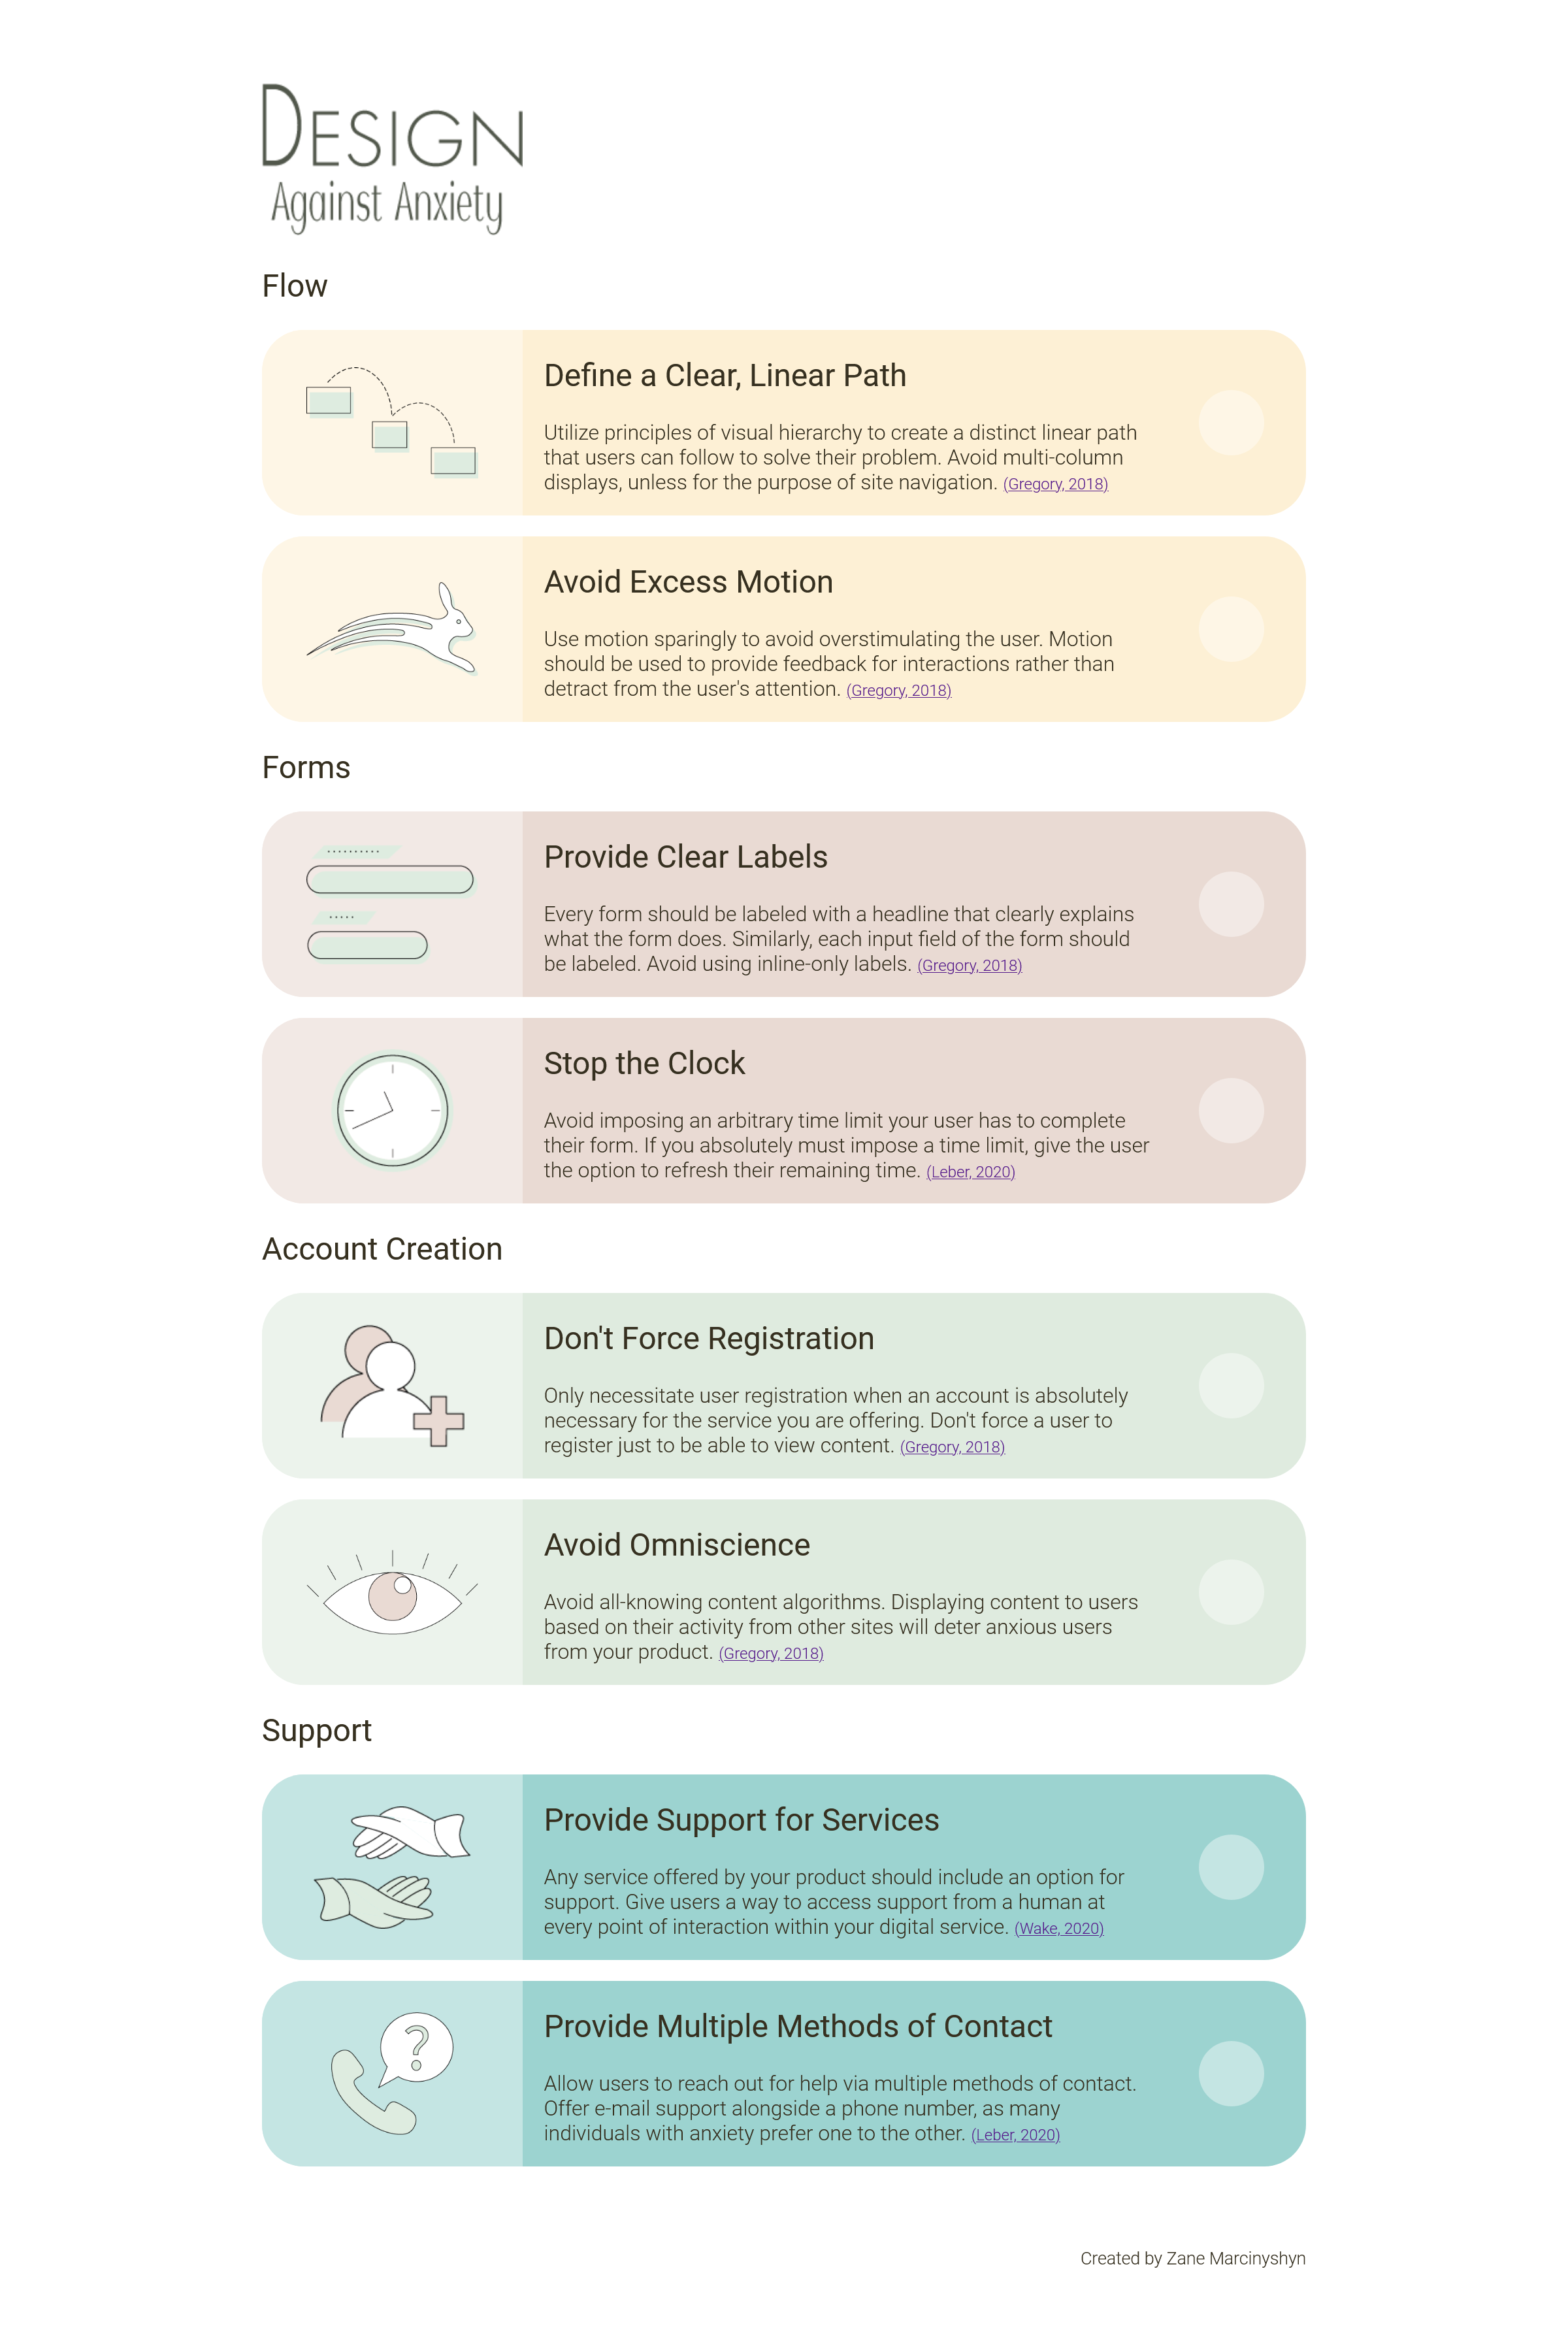 DESIGN
Against Anxiety
Flow
Define a Clear, Linear Path
Utilize principles of visual hierarchy to create a distinct linear path
that users can follow to solve their problem. Avoid multi-column
displays, unless for the purpose of site navigation. (Gregory, 2018)
Avoid Excess Motion
Use motion sparingly to avoid overstimulating the user. Motion
should be used to provide feedback for interactions rather than
detract from the user's attention. (Gregory, 2018)
Forms
Provide Clear Labels
Every form should be labeled with a headline that clearly explains
what the form does. Similarly, each input field of the form should
be labeled. Avoid using inline-only labels. (Gregory, 2018)
Stop the Clock
Avoid imposing an arbitrary time limit your user has to complete
their form. If you absolutely must impose a time limit, give the user
the option to refresh their remaining time. (Leber, 2020)
Account Creation
Don't Force Registration
Only necessitate user registration when an account is absolutely
necessary for the service you are offering. Don't force a user to
register just to be able to view content. (Gregory, 2018)
Avoid Omniscience
Avoid all-knowing content algorithms. Displaying content to users
based on their activity from other sites will deter anxious users
from your product. (Gregory, 2018)
Support
Provide Support for Services
Any service offered by your product should include an option for
support. Give users a way to access support from a human at
every point of interaction within your digital service. (Wake, 2020)
?
Provide Multiple Methods of Contact
Allow users to reach out for help via multiple methods of contact.
Offer e-mail support alongside a phone number, as many
individuals with anxiety prefer one to the other. (Leber, 2020)
Created by Zane Marcinyshyn